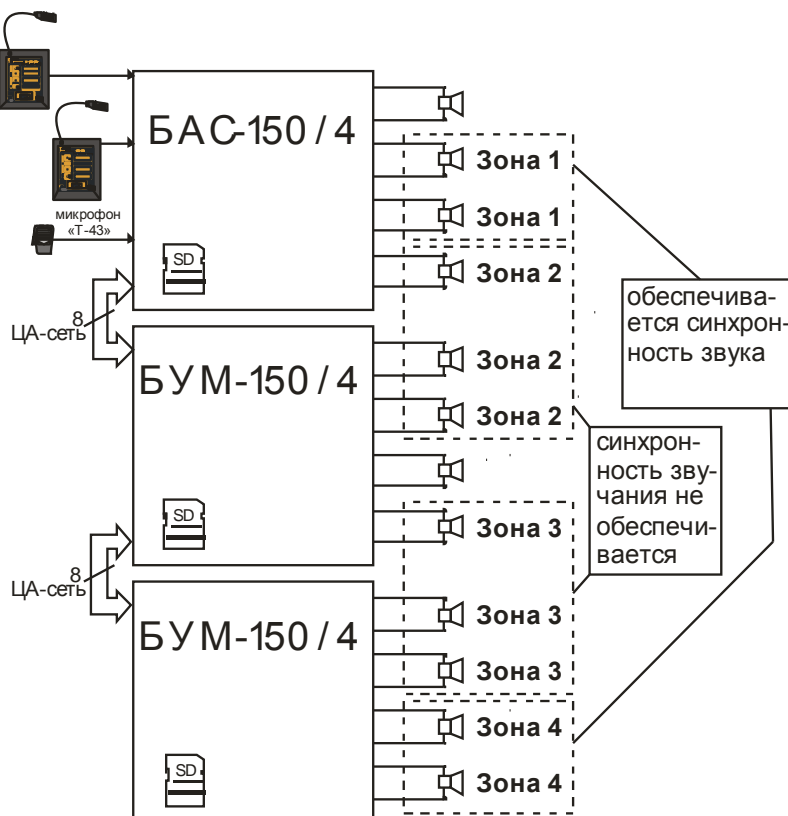 БАС-150 / 4
Зона 1
микрофон
«Т-43»
Зона 1
SD
Зона 2
8
ЦА-сеть
обеспечива-
ется синхрон-
ность звука
БУМ-150 / 4
Зона 2
Зона 2
синхрон-
ность зву-
чания не
обеспечи-
вается
SD
Зона 3
8
ЦА-сеть
БУМ-150 / 4
Зона 3
Зона 3
Зона 4
SD
Зона 4